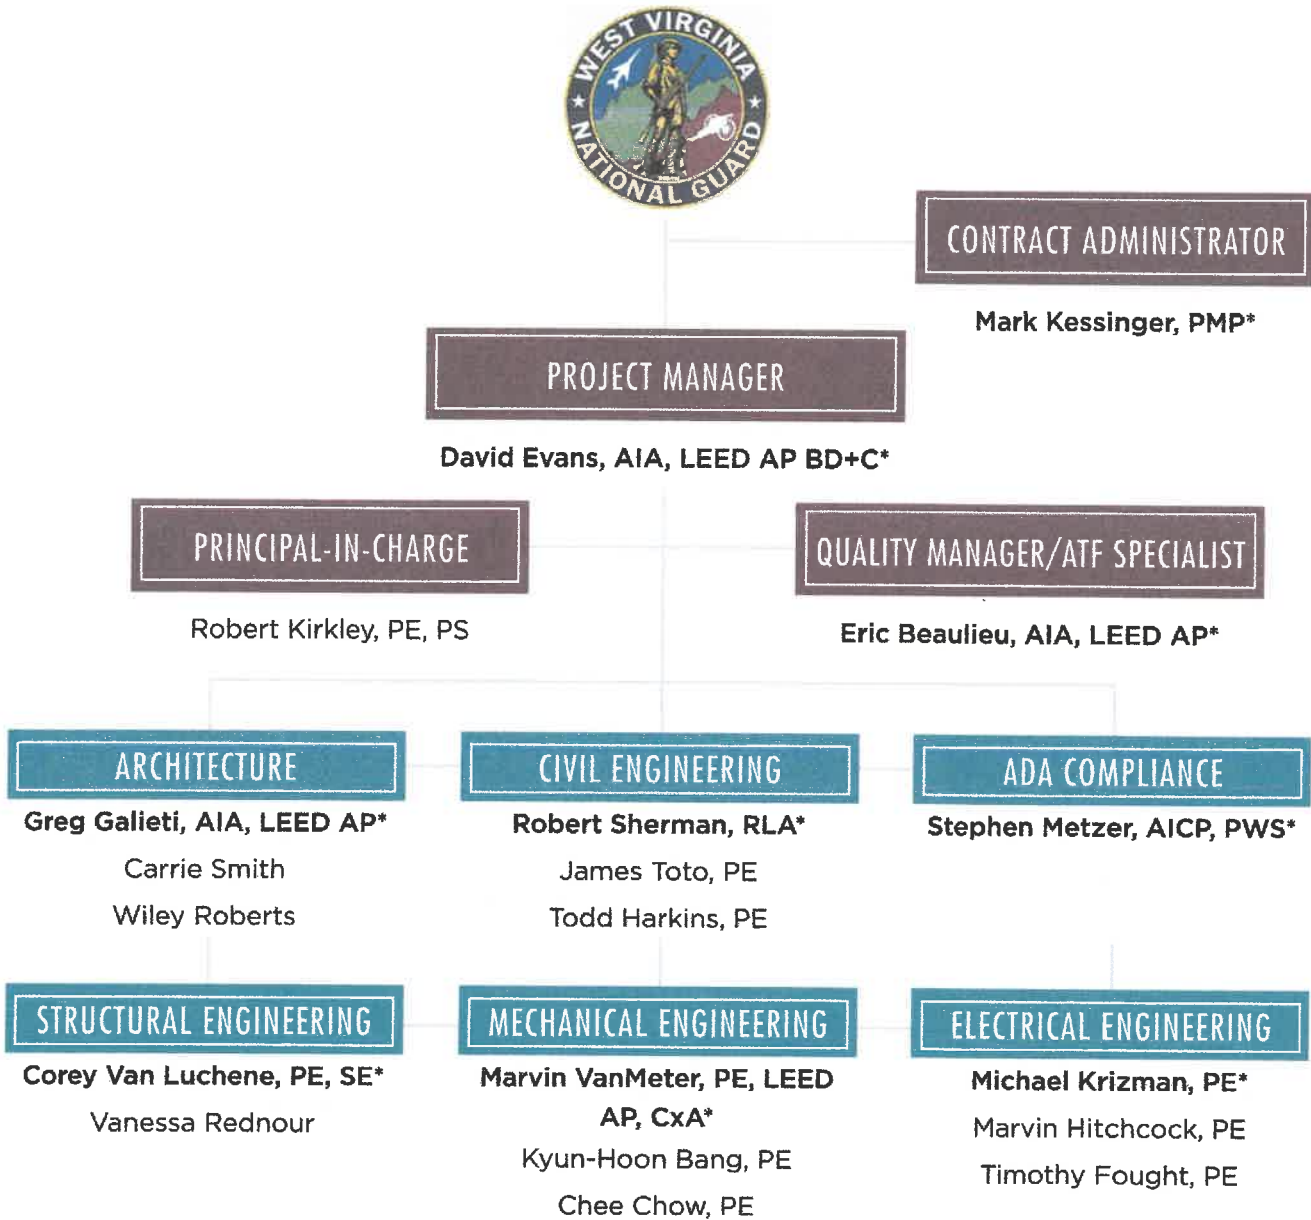 WEST VIRGINIA
NATIONAL GUARD
CONTRACT ADMINISTRATOR
Mark Kessinger, PMP*
PROJECT MANAGER
David Evans, AIA, LEED AP BD+C*
PRINCIPAL-IN-CHARGE
Robert Kirkley, PE, PS
QUALITY MANAGER/ATF SPECIALIST
Eric Beaulieu, AIA, LEED AP*
ARCHITECTURE
Greg Galieti, AIA, LEED AP*
Carrie Smith
Wiley Roberts
CIVIL ENGINEERING
Robert Sherman, RLA*
James Toto, PE
Todd Harkins, PE
ADA COMPLIANCE
Stephen Metzer, AICP, PWS*
STRUCTURAL ENGINEERING
Corey Van Luchene, PE, SE*
Vanessa Rednour
MECHANICAL ENGINEERING
Marvin VanMeter, PE, LEED
AP, CxA*
Kyun-Hoon Bang, PE
Chee Chow, PE
ELECTRICAL ENGINEERING
Michael Krizman, PE*
Marvin Hitchcock, PE
Timothy Fought, PE